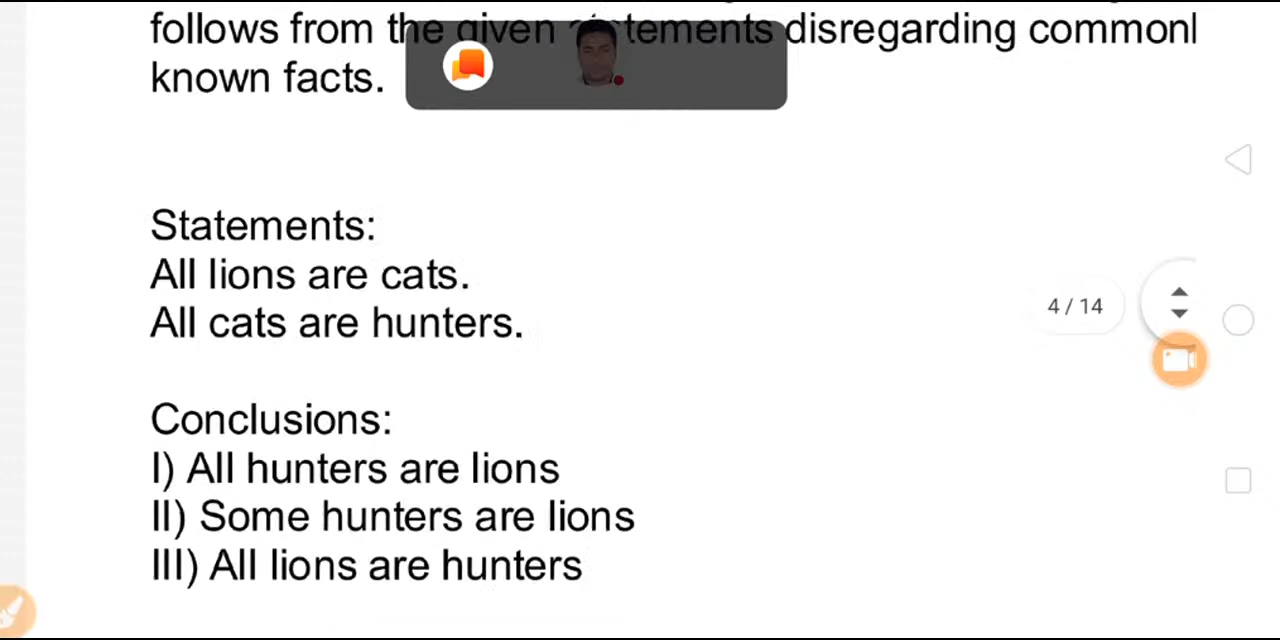 follows from the given statements disregarding commonl
known facts.
Statements:
All lions are cats.
All cats are hunters.
4 / 14
Conclusions:
I) All hunters are lions
II) Some hunters are lions
III) All lions are hunters